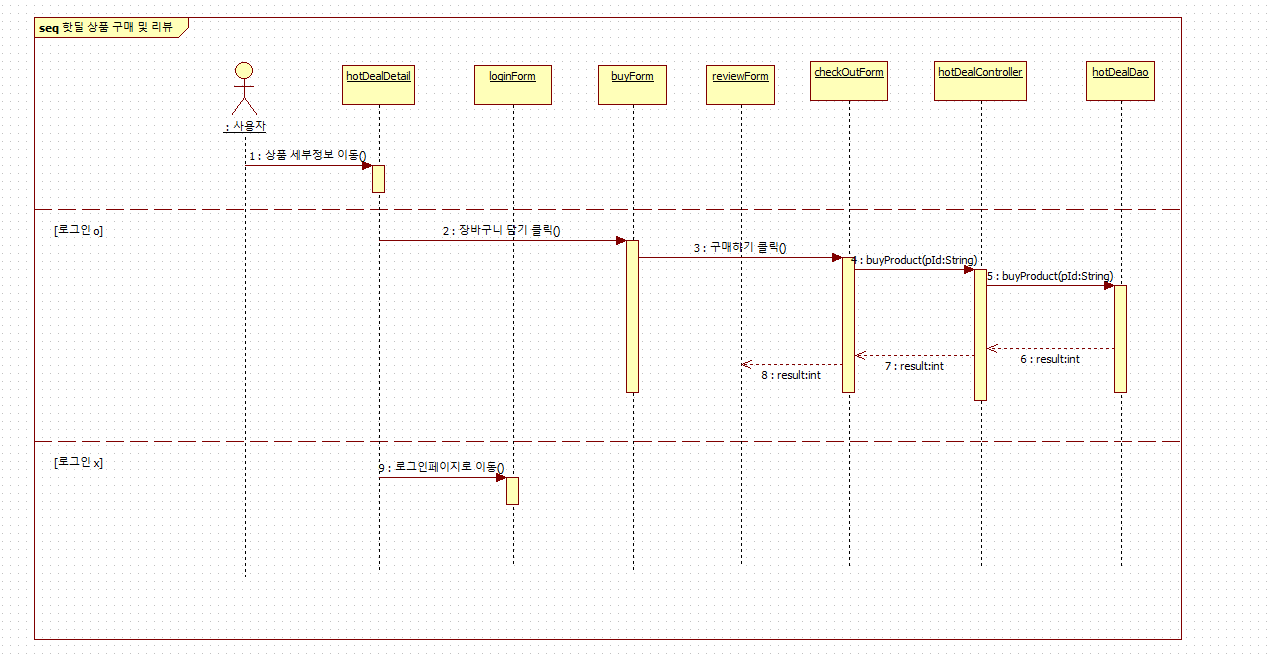 seq 핫딜 상품 구매 및 리뷰
hotDealDetail
loginForm
buyForm
reviewForm
checkOutForm
hotDealController
hotDealDao
: 사용자
1 : 상품 세부정보 이동()
[로그인 o]
2 : 장바구니 담기 클릭()
3 : 구매하기 클릭()
4 : buyProduct(pId:String)
5 : buyProduct(pId:String)
6 : result:int
7 : result:int
8 : result:int
[로그인 x]
9 : 로그인페이지로 이동()